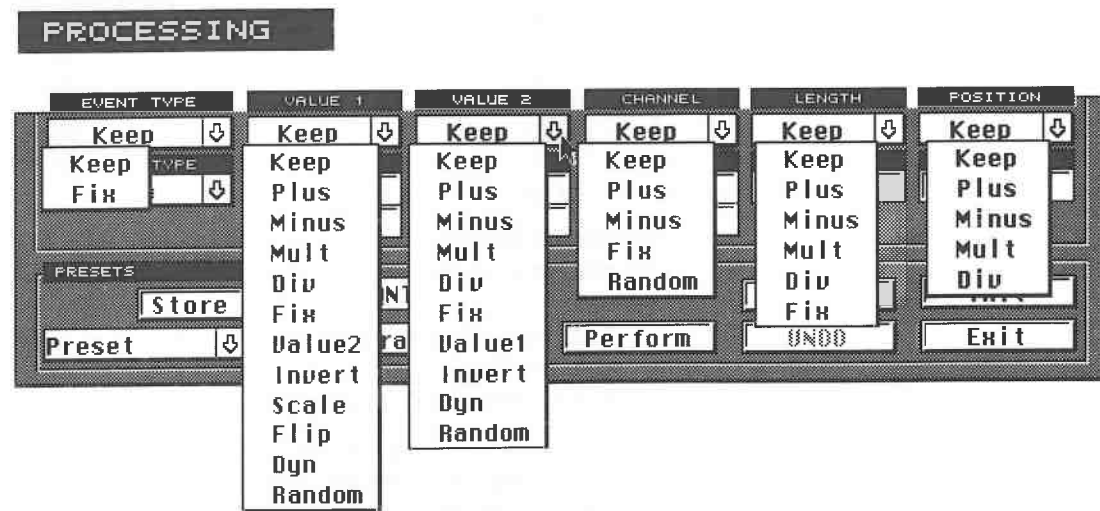 PROCESSING
EVENT TYPE
VALUE 1
VALUE 2
CHANNEL
LENGTH
POSITION
Keep
Keep
Keep
Keep
Keep
Keep
Keep
Fix
TYPE
Keep
Plus
Minus
Mult
Div
Fix
Value2
Invert
Scale
Flip
Dyn
Random
Keep
Plus
Minus
Mult
Div
Fix
Value1
Invert
Dyn
Random
Keep
Plus
Minus
Fix
Random
Keep
Plus
Minus
Mult
Div
Fix
Keep
Plus
Minus
Mult
Div
PRESETS
Store
Preset
Perform
UNDO
Exit